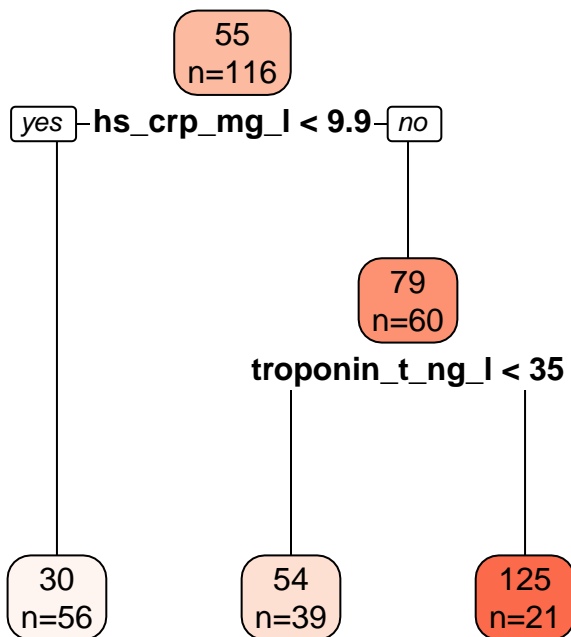 55
n=116
yes hs_crp_mg_l < 9.9 no
79
n=60
troponin_t_ng_l < 35
30
n=56
54
n=39
125
n=21